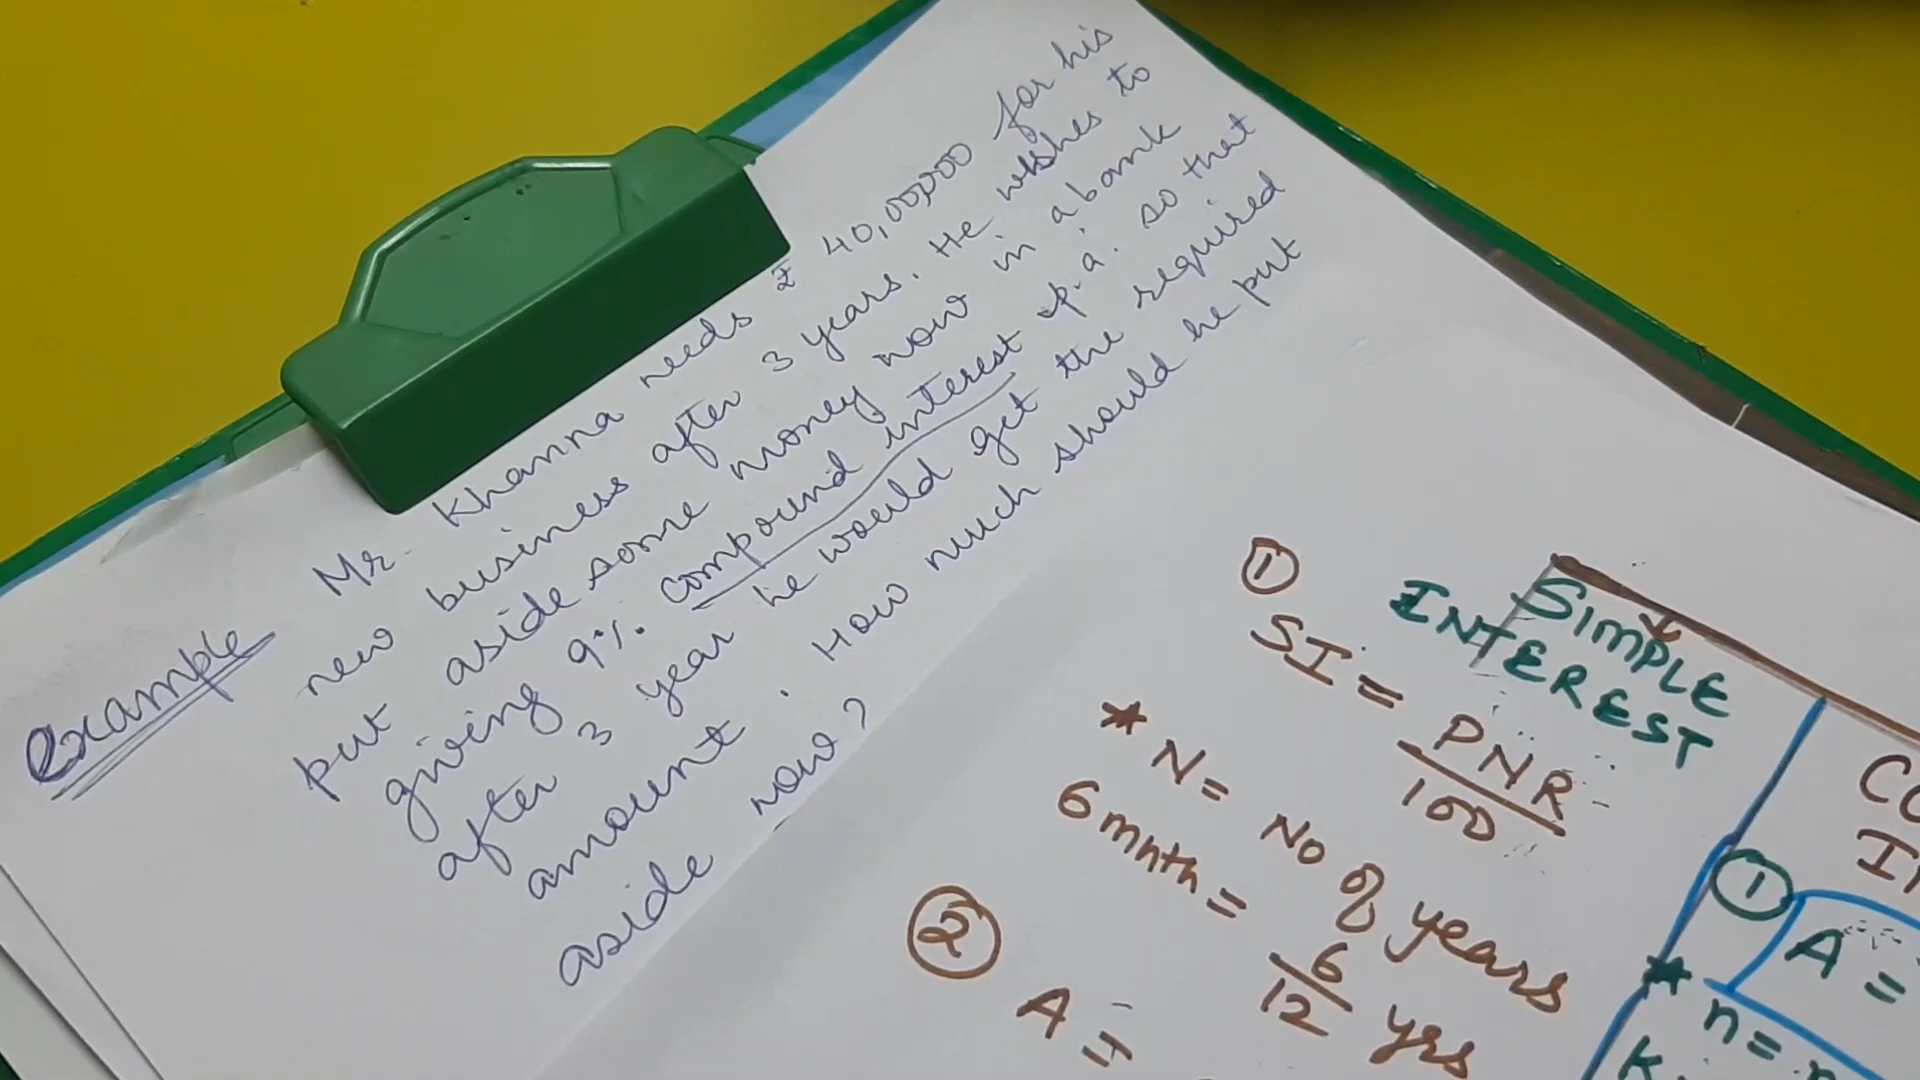 example
Mr. Khanna needs ₹ 40,00,000 for his
new business after 3 years. He wishes to
put aside some money now in a bank
giving 9% compound interest p.a. so that
after 3 year he would get the required
amount. How much should he put
aside now?
SIMPLE
INTEREST
① SI = PNR
100
* N = No of years
6 mnth = 6
12 yrs
② A =
①
A =
* n =